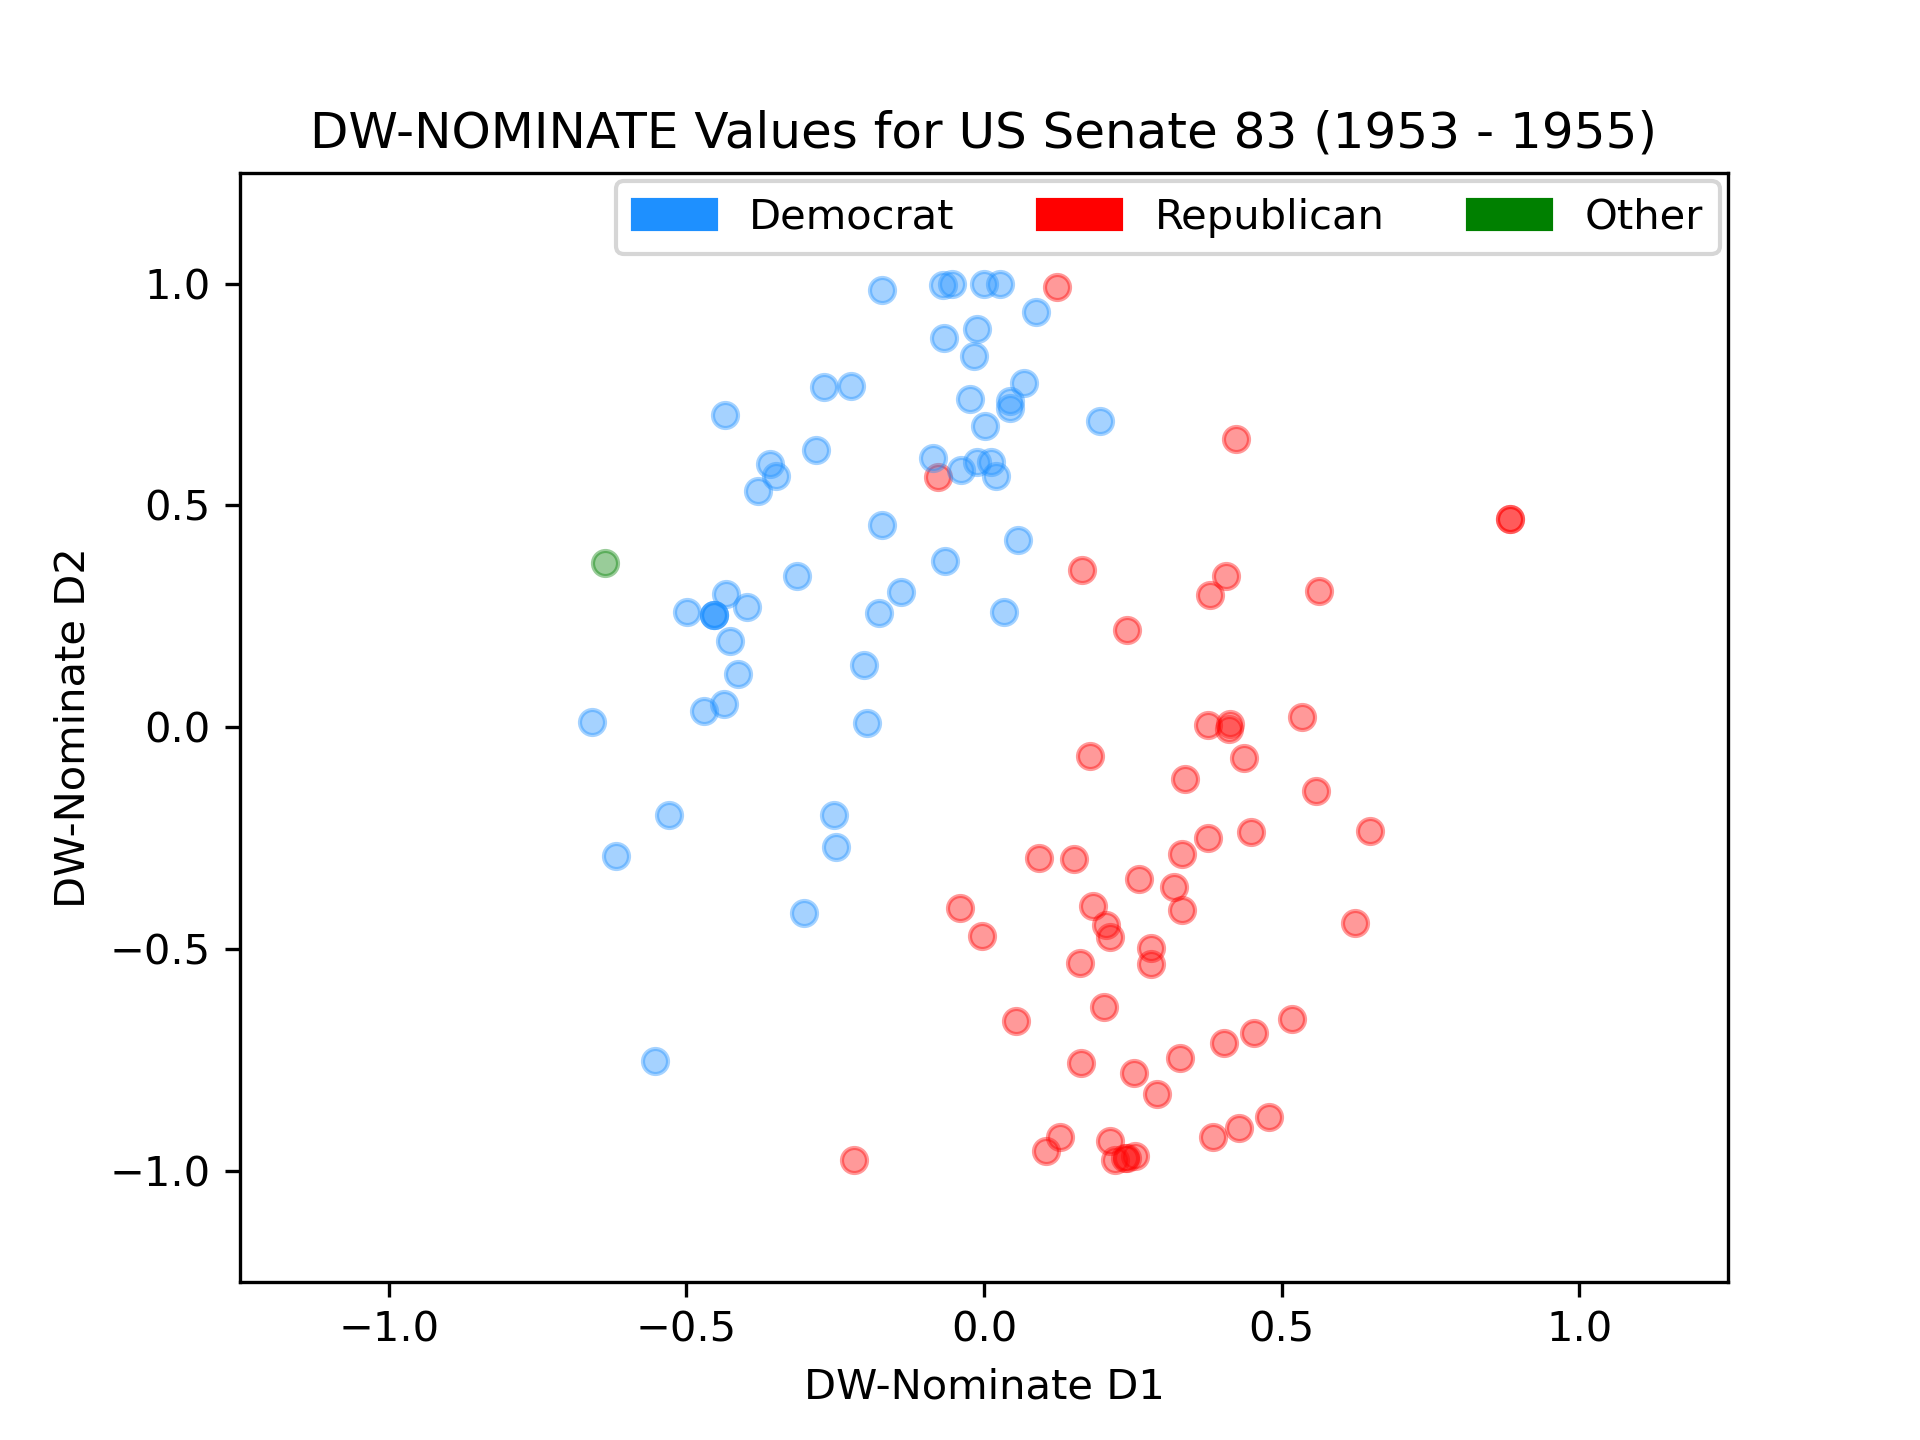 DW-NOMINATE Values for US Senate 83 (1953 - 1955)
Democrat Republican Other
1.0
0.5
0.0
−0.5
−1.0
DW-Nominate D2
−1.0 −0.5 0.0 0.5 1.0
DW-Nominate D1